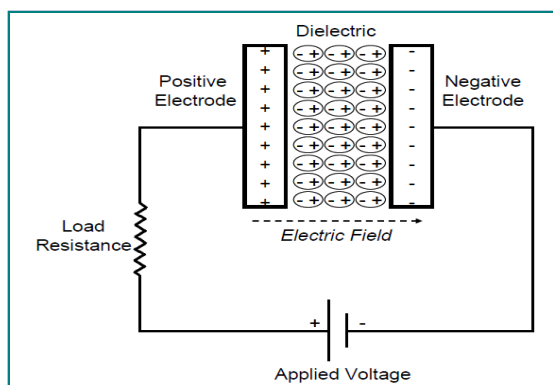 Dielectric
Positive
Electrode
Negative
Electrode
+ - + - + - + -
+ - + - + - + -
+ - + - + - + -
+ - + - + - + -
+ - + - + - + -
+ - + - + - + -
+ - + - + - + -
+ - + - + - + -
+ - + - + - + -
Electric Field
Load
Resistance
+ -
Applied Voltage